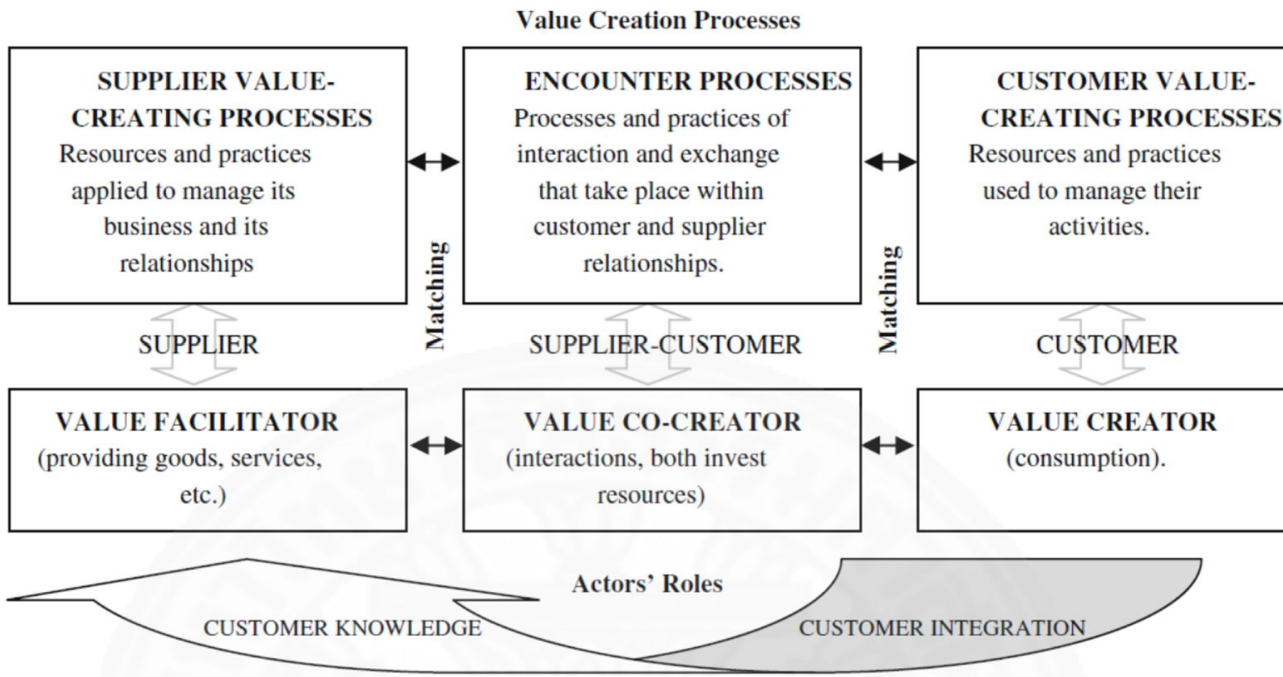 Value Creation Processes
SUPPLIER VALUE-
CREATING PROCESSES
Resources and practices
applied to manage its
business and its
relationships
Matching
ENCOUNTER PROCESSES
Processes and practices of
interaction and exchange
that take place within
customer and supplier
relationships.
Matching
CUSTOMER VALUE-
CREATING PROCESSES
Resources and practices
used to manage their
activities.
SUPPLIER
SUPPLIER-CUSTOMER
CUSTOMER
VALUE FACILITATOR
(providing goods, services,
etc.)
VALUE CO-CREATOR
(interactions, both invest
resources)
VALUE CREATOR
(consumption).
Actors’ Roles
CUSTOMER KNOWLEDGE
CUSTOMER INTEGRATION